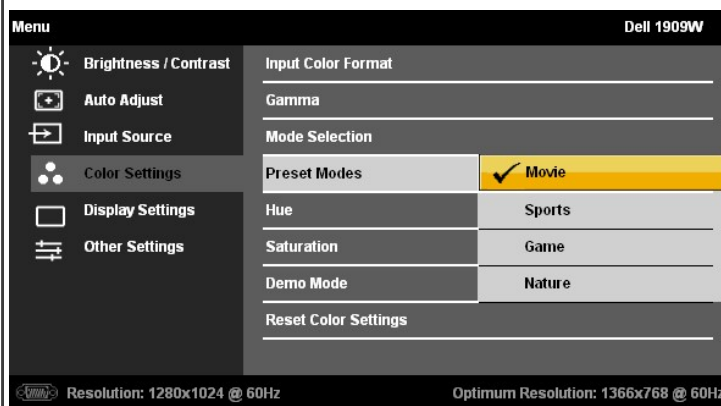 Menu Dell 1909W
Brightness / Contrast Input Color Format
Auto Adjust Gamma
Input Source Mode Selection
Color Settings Preset Modes Movie
Display Settings Hue Sports
Other Settings Saturation Game
Demo Mode Nature
Reset Color Settings
Resolution: 1280x1024 @ 60Hz Optimum Resolution: 1366x768 @ 60Hz